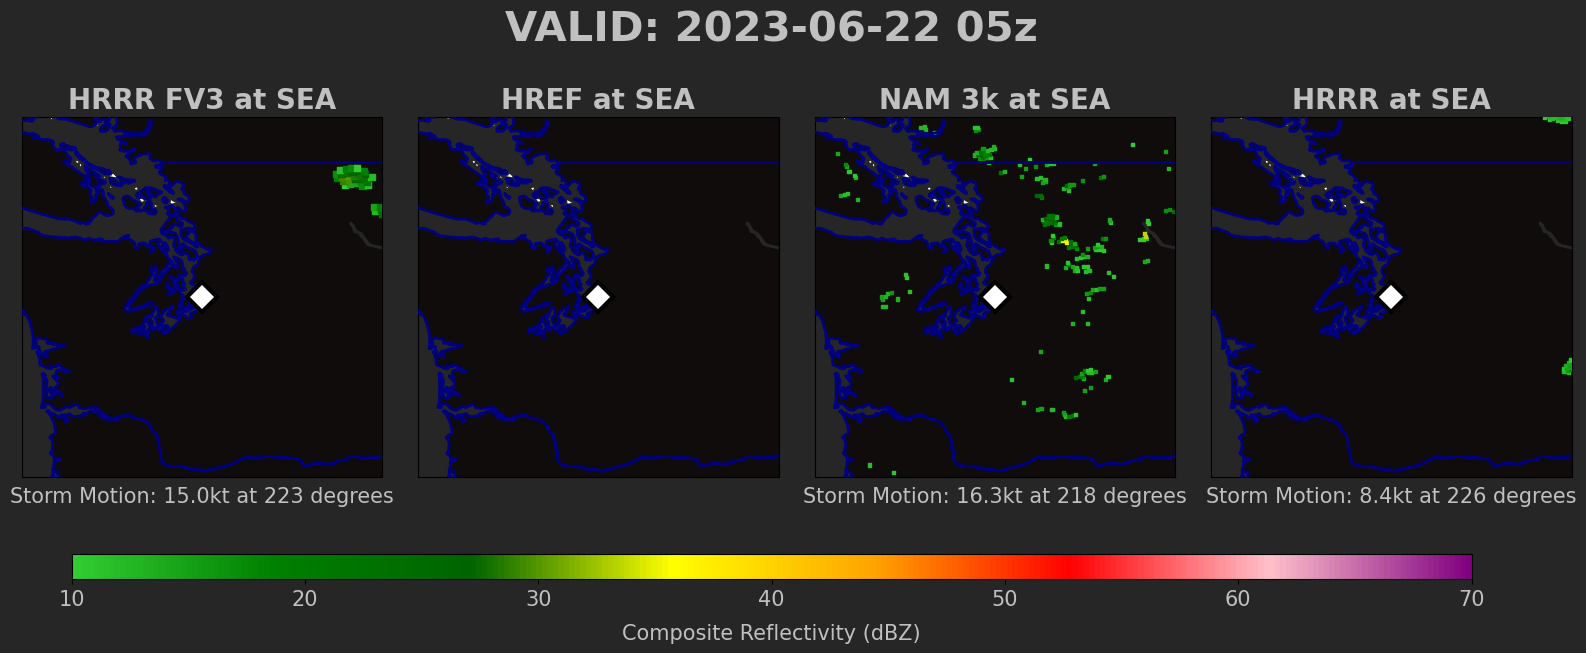 VALID: 2023-06-22 05z
HRRR FV3 at SEA
HREF at SEA
NAM 3k at SEA
HRRR at SEA
Storm Motion: 15.0kt at 223 degrees
Storm Motion: 16.3kt at 218 degrees
Storm Motion: 8.4kt at 226 degrees
10 20 30 40 50 60 70
Composite Reflectivity (dBZ)